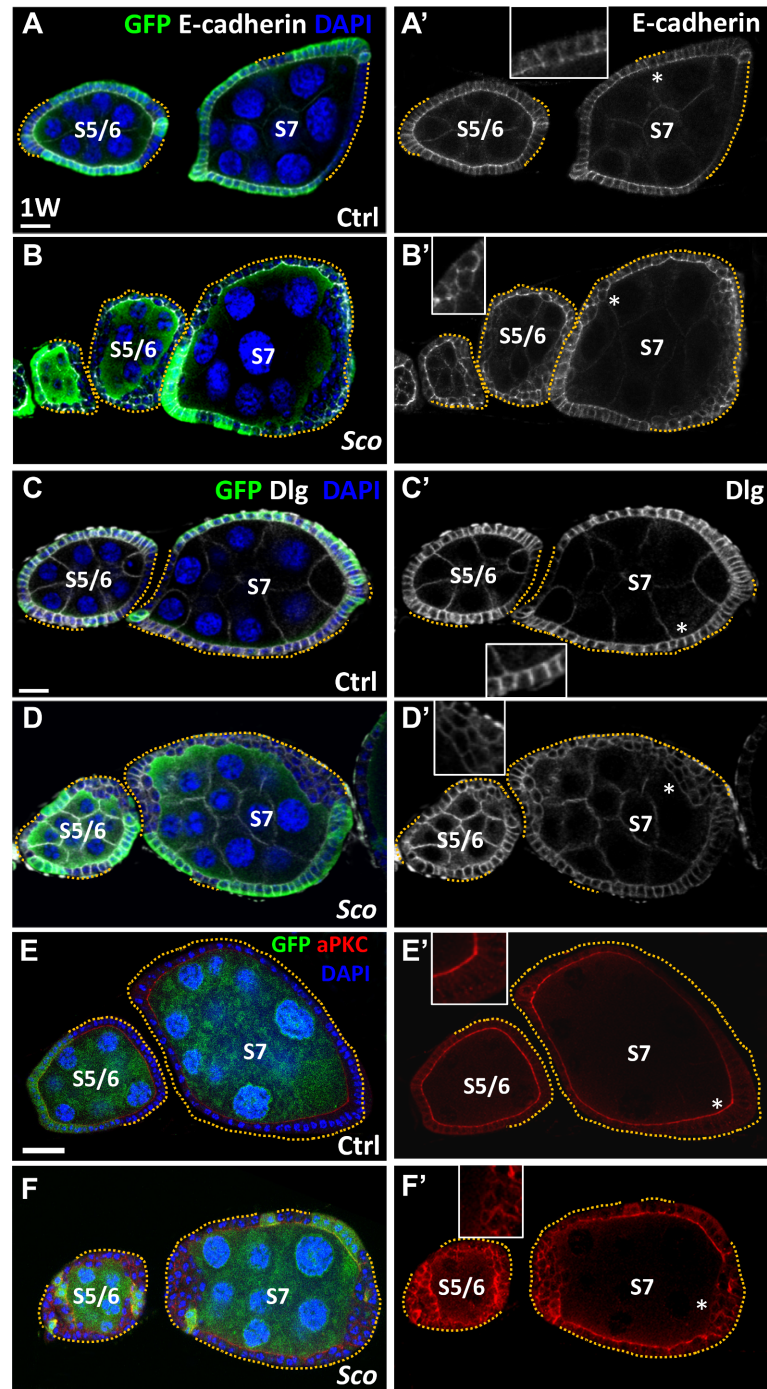 A GFP E-cadherin DAPI
S5/6 S7
1W Ctrl
A’ E-cadherin
S5/6 * S7
B
S5/6 S7
Sco
B’
S5/6 * S7
C GFP Dlg DAPI
S5/6 S7
Ctrl
C’ Dlg
S5/6 S7 *
D
S5/6 S7
Sco
D’
S5/6 * S7
E GFP aPKC
DAPI
S5/6 S7
Ctrl
E’
S5/6 S7 *
F
S5/6 S7
Sco
F’
S5/6 S7 *